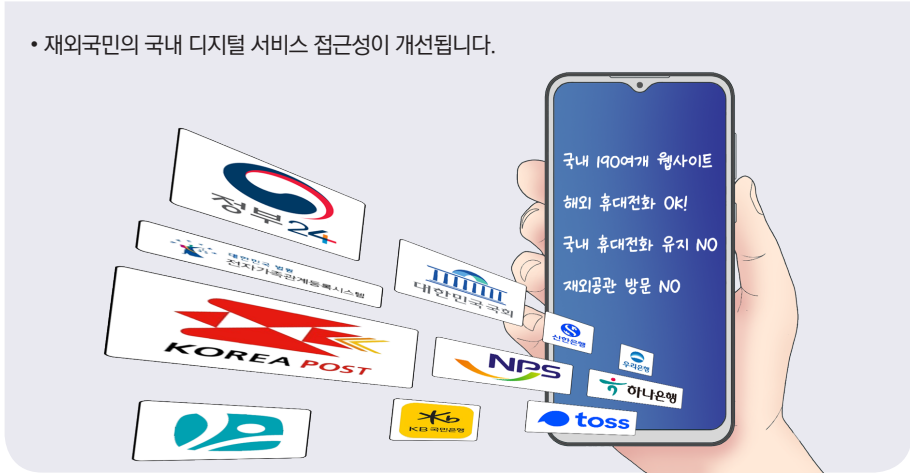 • 재외국민의 국내 디지털 서비스 접근성이 개선됩니다.
국내 190여개 웹사이트
해외 휴대전화 OK!
국내 휴대전화 유지 NO
재외공관 방문 NO
정부24
대한민국 법원
전자가족관계등록시스템
대한민국국회
KOREA POST
신한은행
NPS
우리은행
하나은행
KB 국민은행
toss